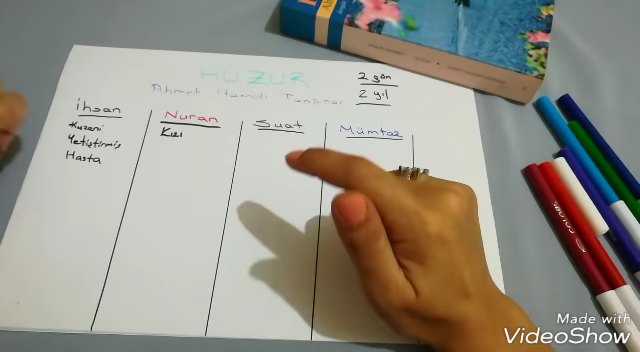 HUZUR
Ahmet Hamdi Tanpınar
2 gün
2 yıl
İhsan
Kuzeni
Yetiştirmiş
Hasta
Nuran
Kızı
Suat
Mümtaz
Made with
VideoShow